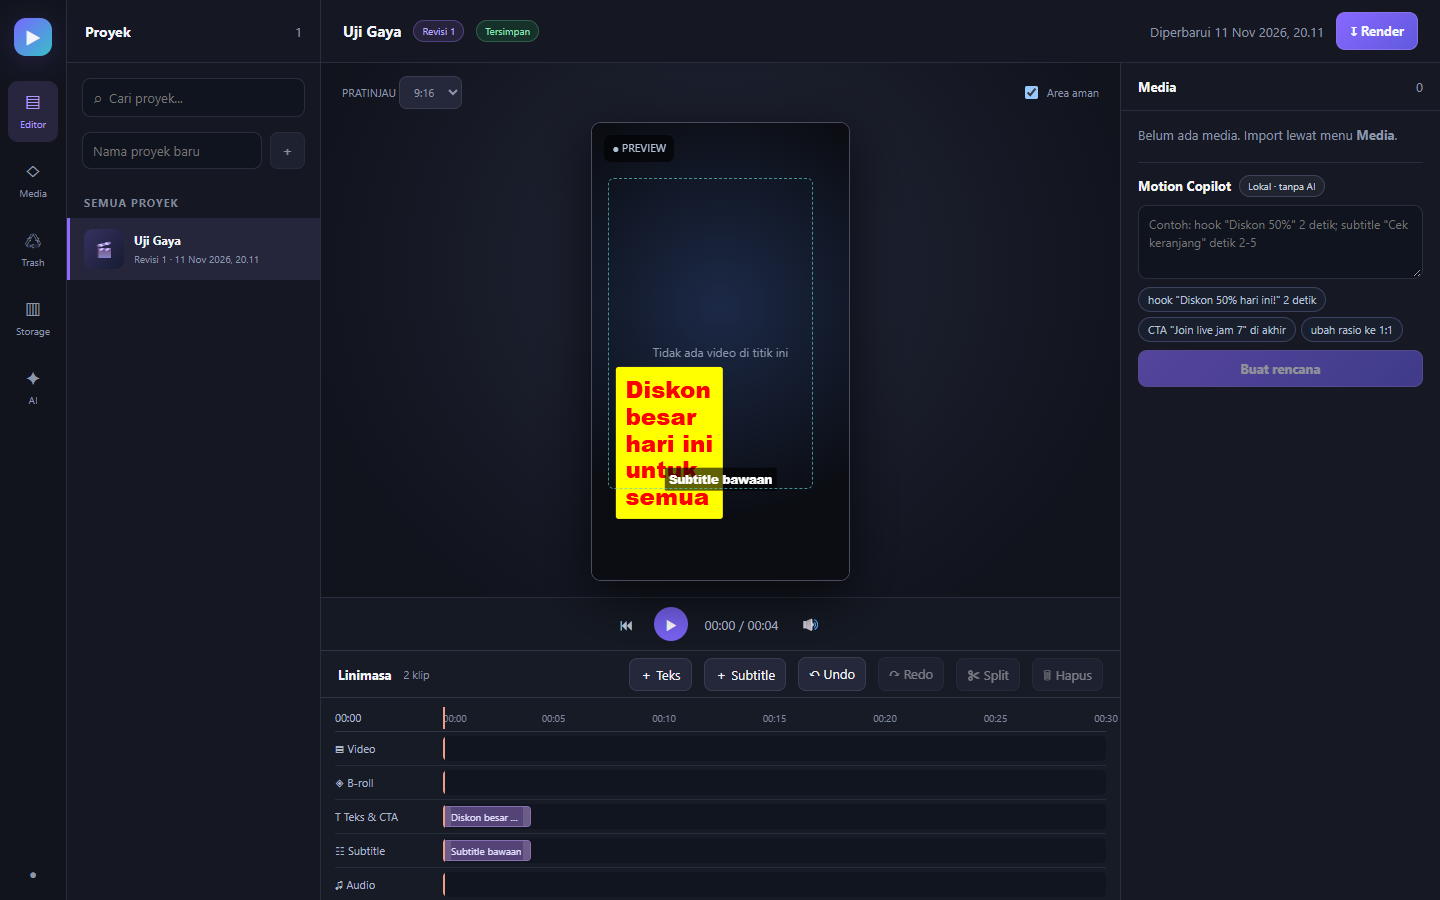 Editor
Media
Trash
Storage
AI
Proyek 1
Cari proyek...
Nama proyek baru
+
SEMUA PROYEK
Uji Gaya
Revisi 1 · 11 Nov 2026, 20.11
Uji Gaya Revisi 1 Tersimpan
Diperbarui 11 Nov 2026, 20.11 Render
PRATINJAU 9:16
Area aman
PREVIEW
Tidak ada video di titik ini
Diskon
besar
hari ini
untuk
semua
Subtitle bawaan
00:00 / 00:04
Linimasa 2 klip
+ Teks + Subtitle Undo Redo Split Hapus
00:00 00:00 00:05 00:10 00:15 00:20 00:25 00:30
Video
B-roll
T Teks & CTA Diskon besar ...
Subtitle Subtitle bawaan
Audio
Media 0
Belum ada media. Import lewat menu Media.
Motion Copilot Lokal · tanpa AI
Contoh: hook "Diskon 50%" 2 detik; subtitle "Cek
keranjang" detik 2-5
hook "Diskon 50% hari ini!" 2 detik
CTA "Join live jam 7" di akhir ubah rasio ke 1:1
Buat rencana